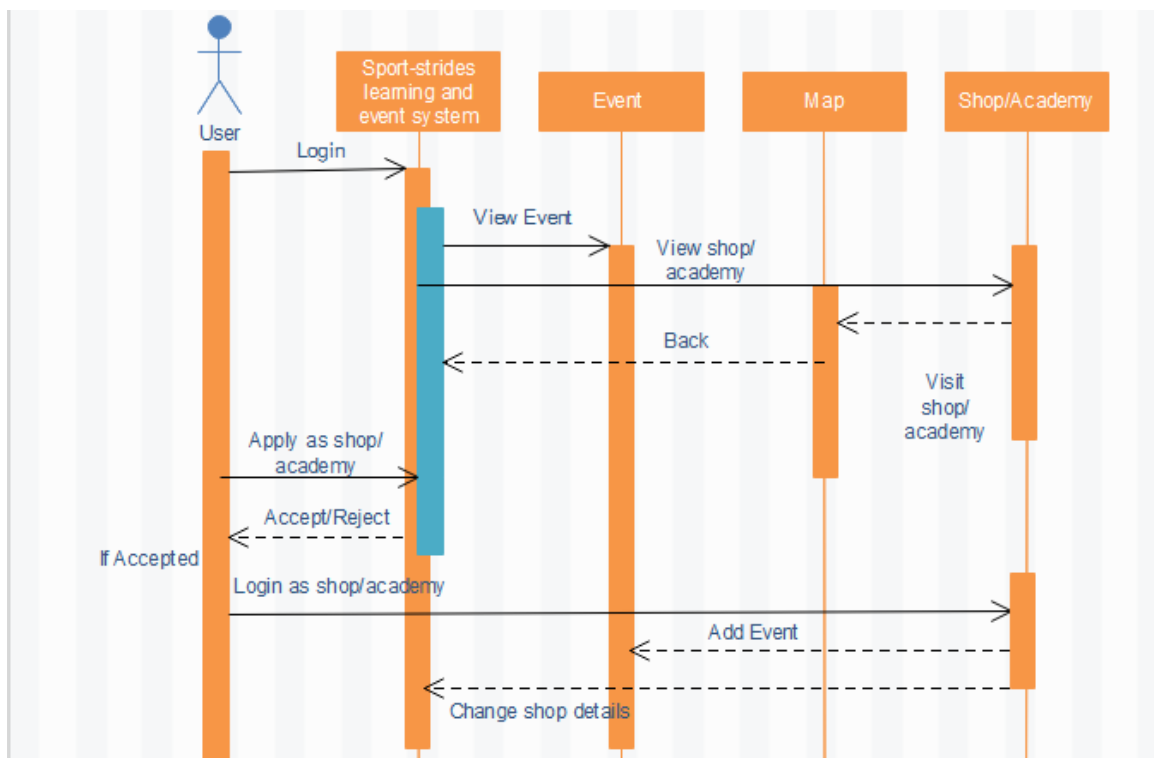 Sport-strides
learning and
event system
Event
Map
Shop/Academy
User
Login
View Event
View shop/
academy
Back
Visit
shop/
academy
Apply as shop/
academy
Accept/Reject
If Accepted
Login as shop/academy
Add Event
Change shop details